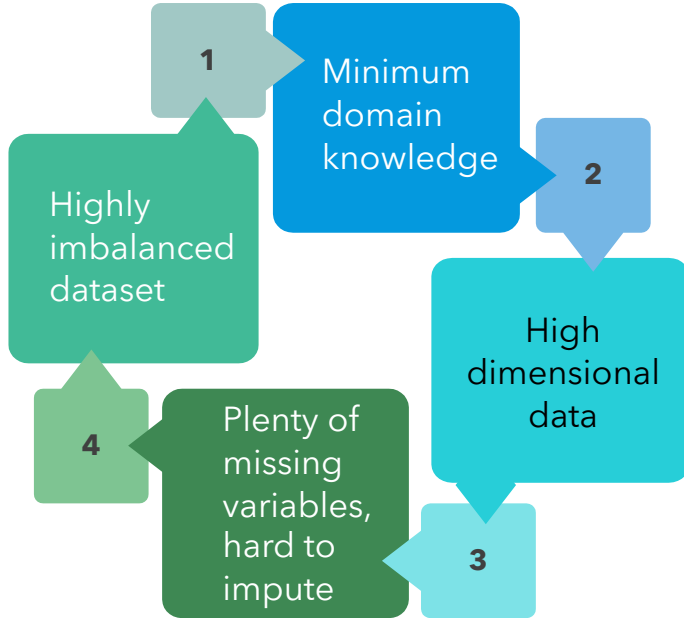 1
Minimum
domain
knowledge
2
High
dimensional
data
3
Plenty of
missing
variables,
hard to
impute
4
Highly
imbalanced
dataset